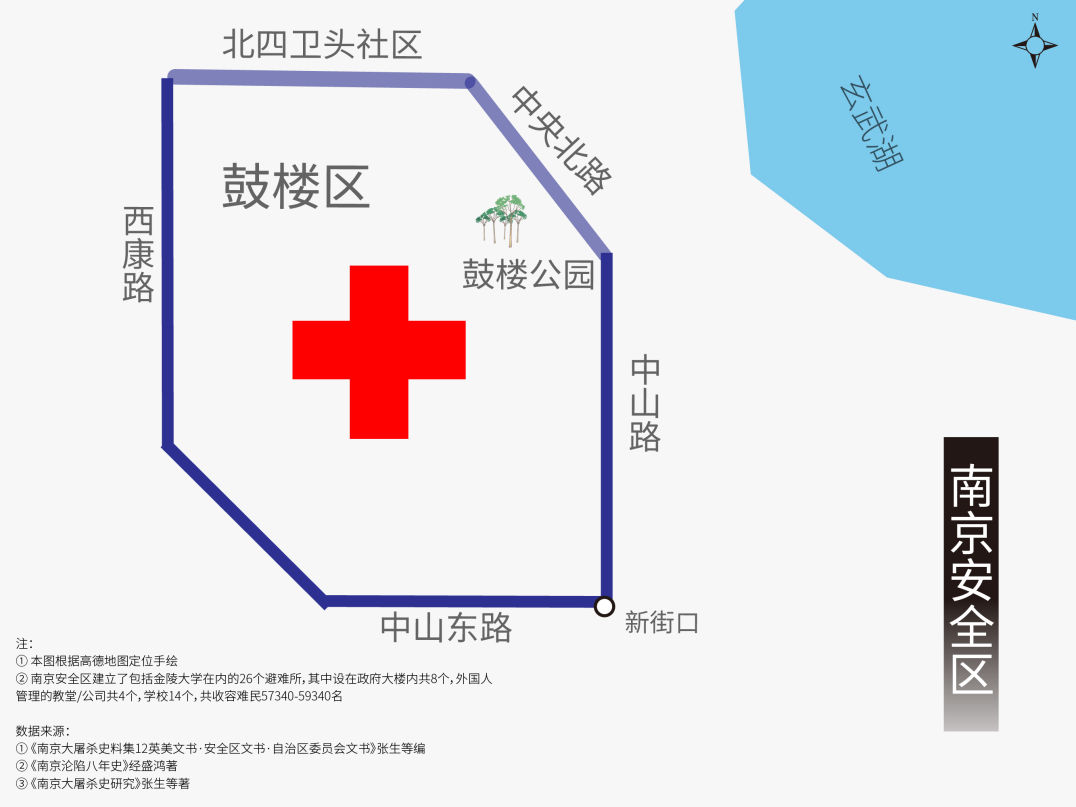 北四卫头社区
N
中央北路
玄武湖
鼓楼区
西康路
鼓楼公园
中山路
南京安全区
新街口
中山东路
注：
① 本图根据高德地图定位手绘
② 南京安全区建立了包括金陵大学在内的26个避难所，其中设在政府大楼内共8个，外国人
管理的教堂/公司共4个，学校14个，共收容难民57340-59340名
数据来源：
①《南京大屠杀史料集12英美文书·安全区文书·自治区委员会文书》张生等编
②《南京沦陷八年史》经盛鸿著
③《南京大屠杀史研究》张生等著